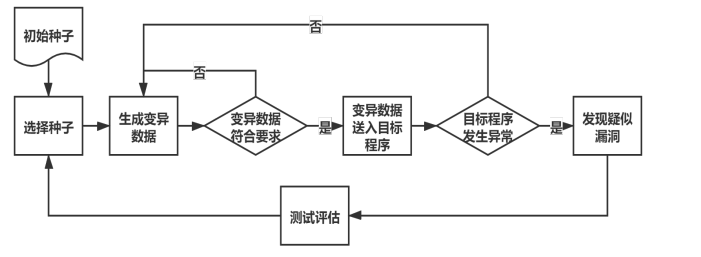 否
初始种子
否
选择种子
生成变异
数据
变异数据
符合要求
是
变异数据
送入目标
程序
目标程序
发生异常
是
发现疑似
漏洞
测试评估